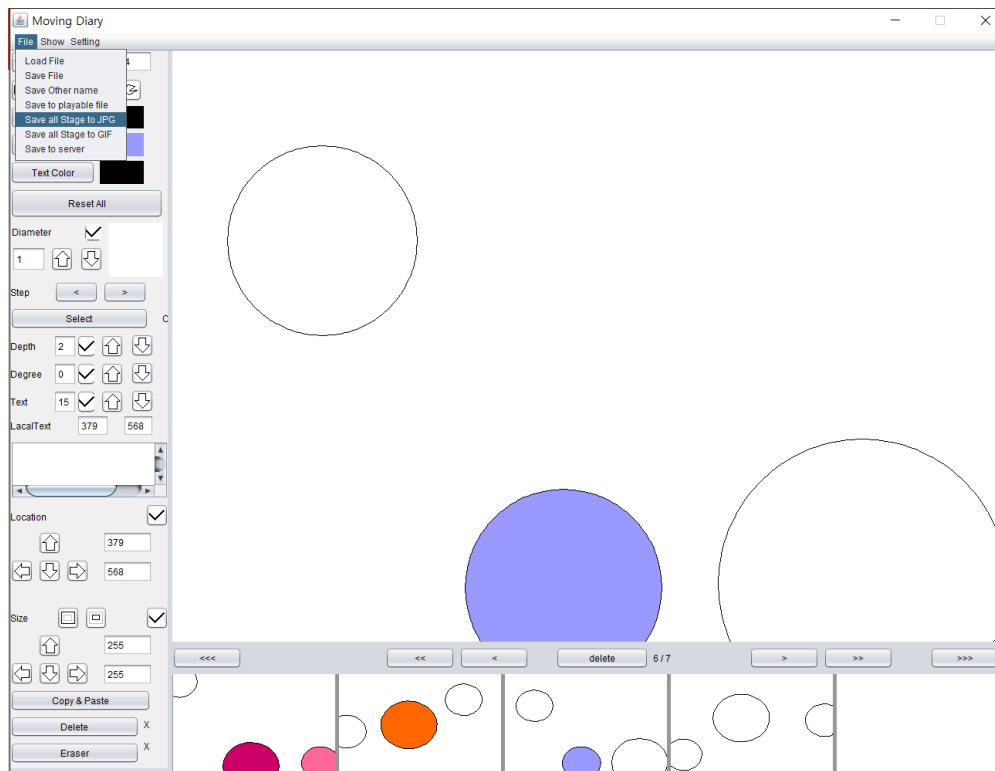 Moving Diary
File Show Setting
Load File
4
Save File
Save Other name
Save to playable file
Save all Stage to JPG
Save all Stage to GIF
Save to server
Text Color
Reset All
Diameter
1
Step < >
Select
Depth 2
Degree 0
Text 15
LacalText 379 568
Location
379
568
Size
255
255
<<< << < delete 6 / 7 > >> >>>
Copy & Paste
Delete X
Eraser X